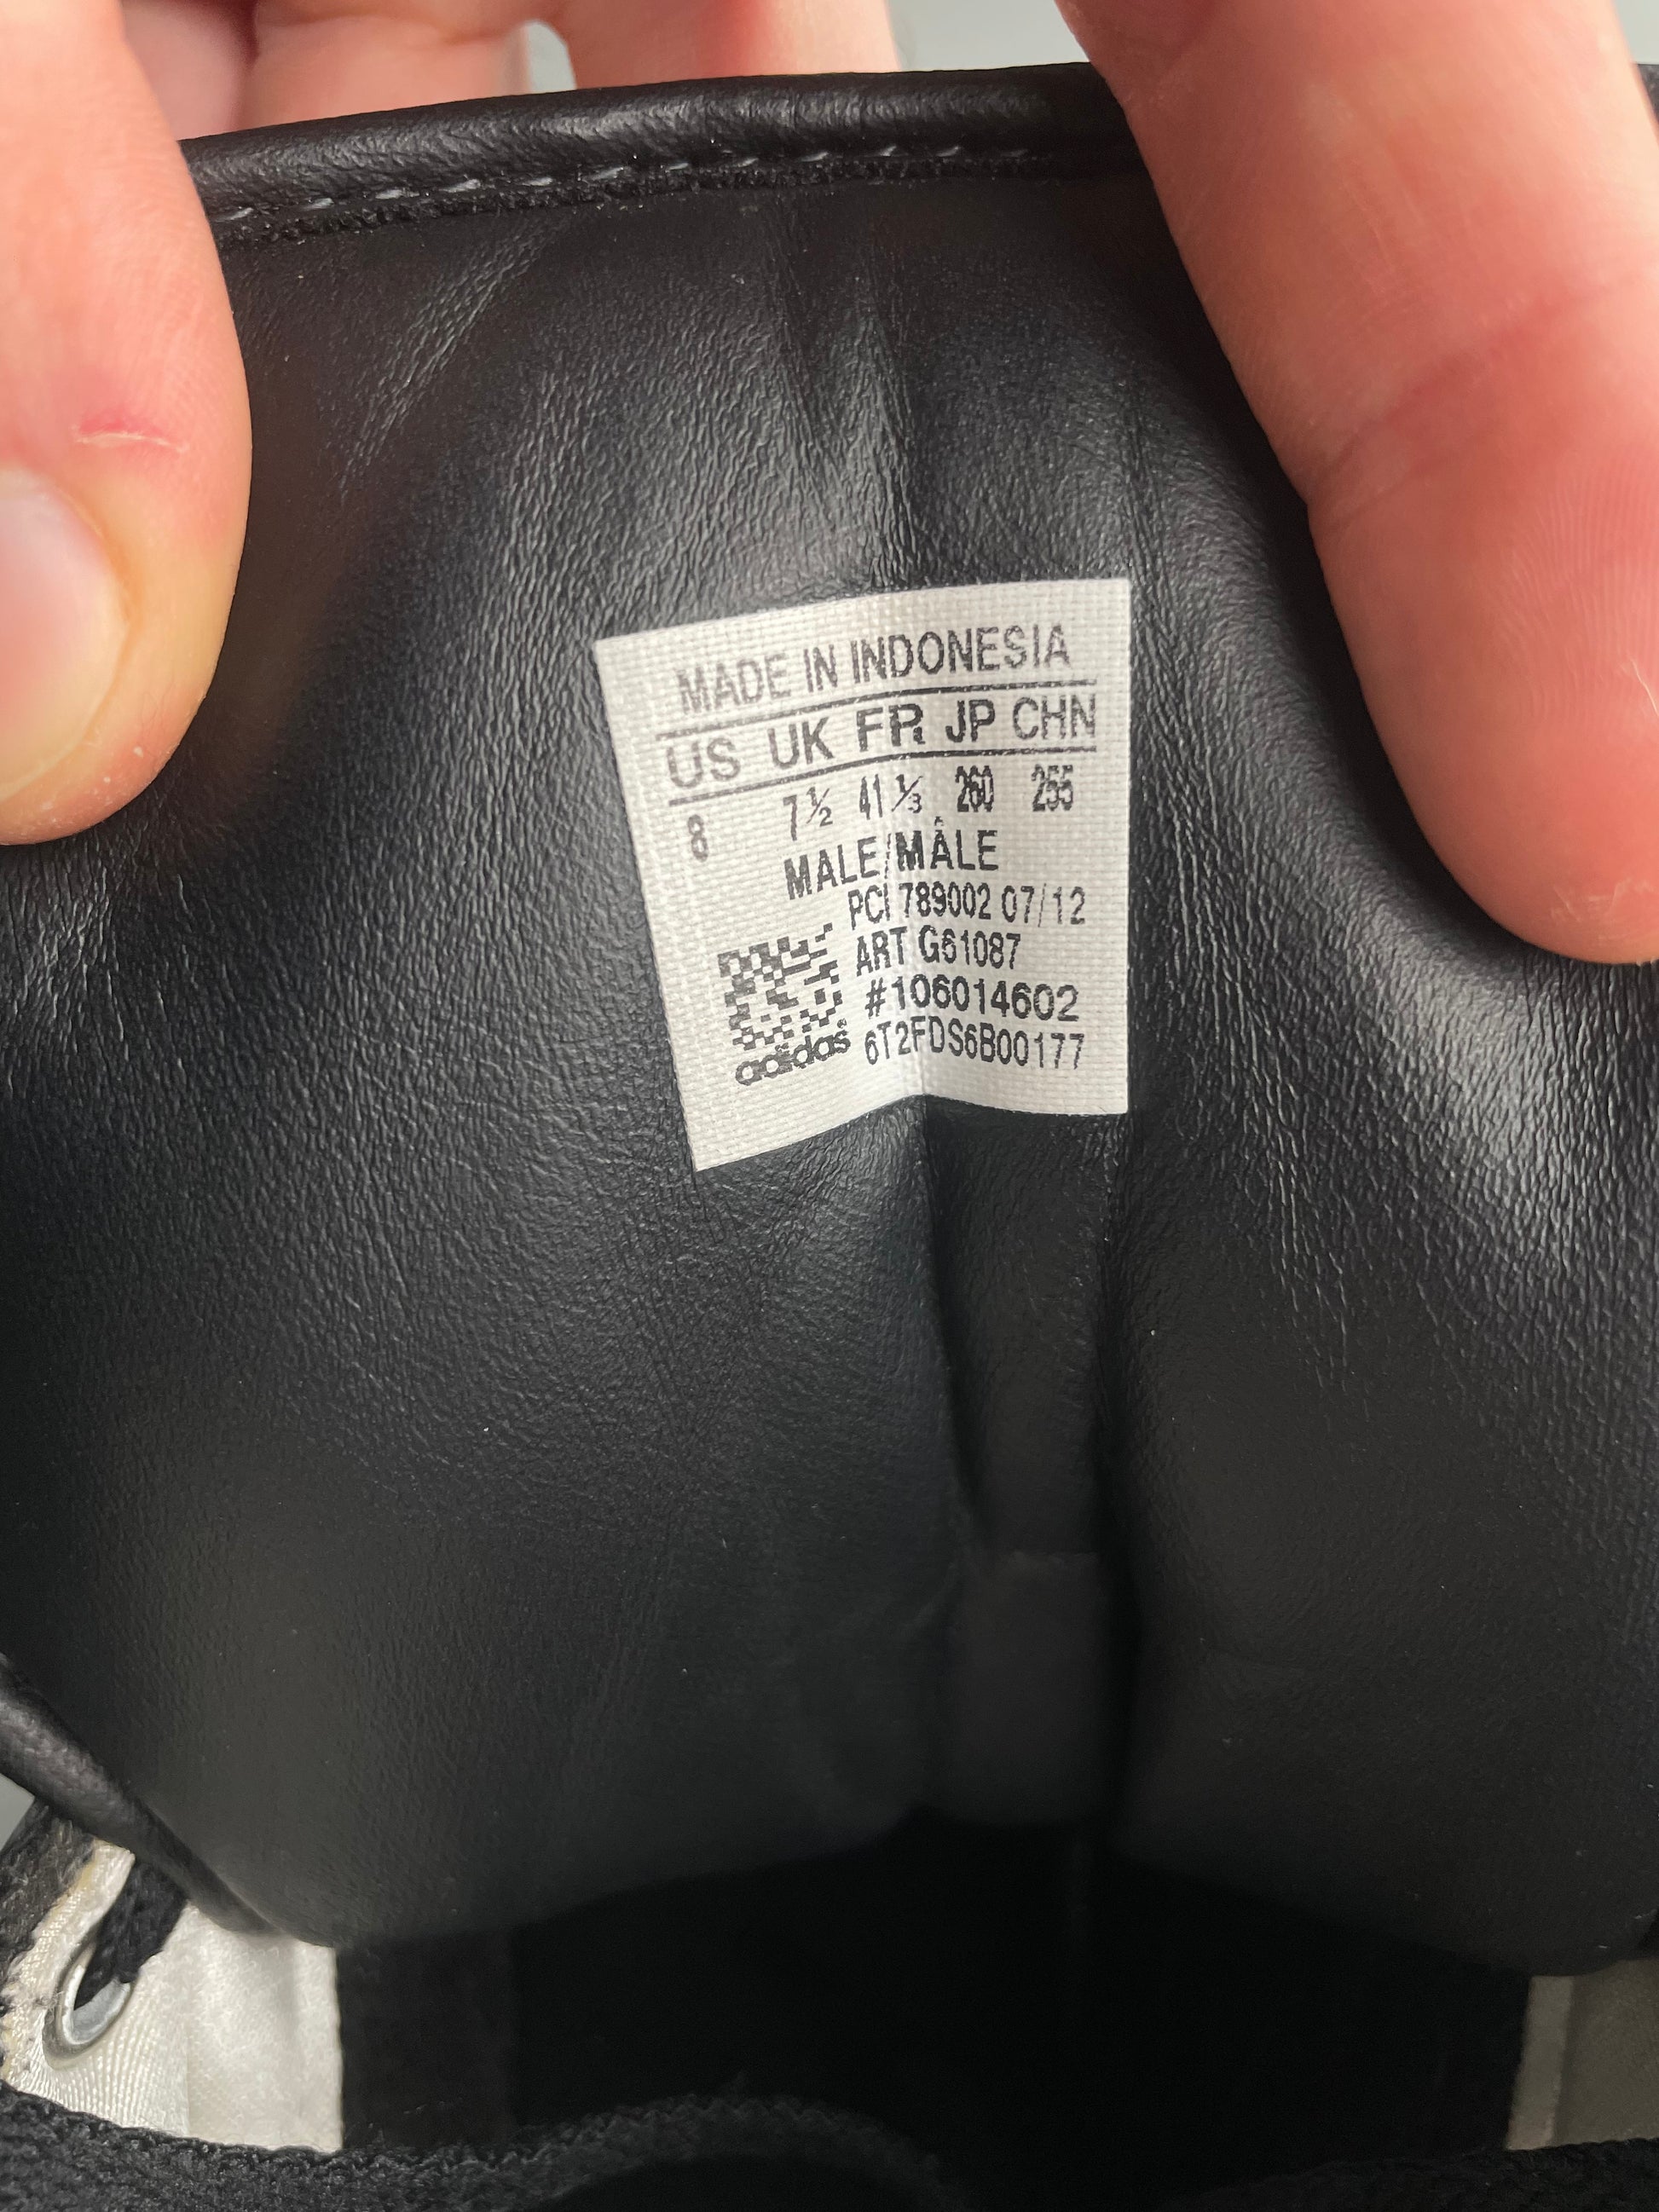 MADE IN INDONESIA
US UK FR JP CHN
8 7½ 41⅓ 260 255
MALE/MÂLE
PCI 789002 07/12
ART G61087
#106014602
adidas® 6T2FDS6B00177